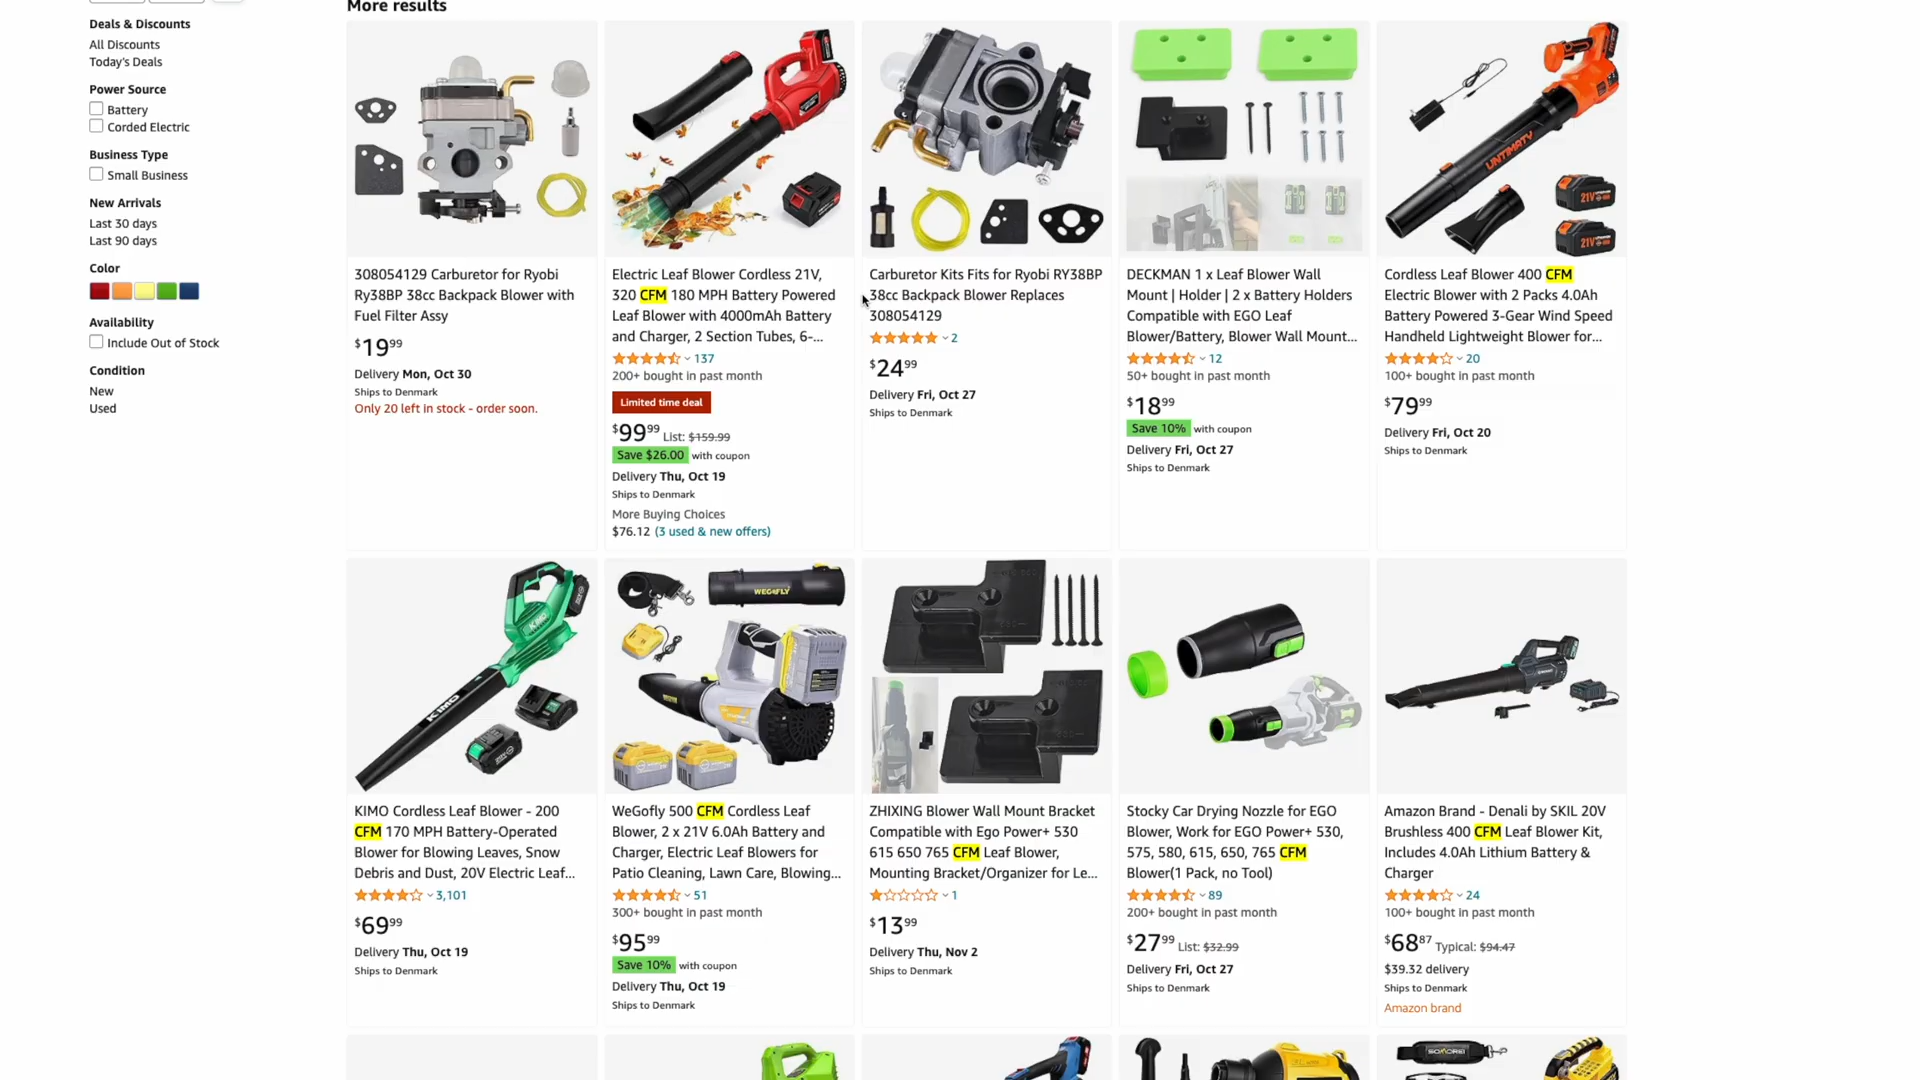 More results
Deals & Discounts
All Discounts
Today's Deals
Power Source
Battery
Corded Electric
Business Type
Small Business
New Arrivals
Last 30 days
Last 90 days
Color
Availability
Include Out of Stock
Condition
New
Used
308054129 Carburetor for Ryobi
Ry38BP 38cc Backpack Blower with
Fuel Filter Assy
$19.99
Delivery Mon, Oct 30
Ships to Denmark
Only 20 left in stock - order soon.
Electric Leaf Blower Cordless 21V,
320 CFM 180 MPH Battery Powered
Leaf Blower with 4000mAh Battery
and Charger, 2 Section Tubes, 6-...
137
200+ bought in past month
Limited time deal
$99.99 List: $159.99
Save $26.00 with coupon
Delivery Thu, Oct 19
Ships to Denmark
More Buying Choices
$76.12 (3 used & new offers)
Carburetor Kits Fits for Ryobi RY38BP
38cc Backpack Blower Replaces
308054129
2
$24.99
Delivery Fri, Oct 27
Ships to Denmark
DECKMAN 1 x Leaf Blower Wall
Mount | Holder | 2 x Battery Holders
Compatible with EGO Leaf
Blower/Battery, Blower Wall Mount...
12
50+ bought in past month
$18.99
Save 10% with coupon
Delivery Fri, Oct 27
Ships to Denmark
UNTIMATY
21V
21V
Cordless Leaf Blower 400 CFM
Electric Blower with 2 Packs 4.0Ah
Battery Powered 3-Gear Wind Speed
Handheld Lightweight Blower for...
20
100+ bought in past month
$79.99
Delivery Fri, Oct 20
Ships to Denmark
KIMO
KIMO
KIMO Cordless Leaf Blower - 200
CFM 170 MPH Battery-Operated
Blower for Blowing Leaves, Snow
Debris and Dust, 20V Electric Leaf...
3,101
$69.99
Delivery Thu, Oct 19
Ships to Denmark
WEGOFLY
WeGofly 500 CFM Cordless Leaf
Blower, 2 x 21V 6.0Ah Battery and
Charger, Electric Leaf Blowers for
Patio Cleaning, Lawn Care, Blowing...
51
300+ bought in past month
$95.99
Save 10% with coupon
Delivery Thu, Oct 19
Ships to Denmark
ZHIXING Blower Wall Mount Bracket
Compatible with Ego Power+ 530
615 650 765 CFM Leaf Blower,
Mounting Bracket/Organizer for Le...
1
$13.99
Delivery Thu, Nov 2
Ships to Denmark
Stocky Car Drying Nozzle for EGO
Blower, Work for EGO Power+ 530,
575, 580, 615, 650, 765 CFM
Blower(1 Pack, no Tool)
89
200+ bought in past month
$27.99 List: $32.99
Delivery Fri, Oct 27
Ships to Denmark
Amazon Brand - Denali by SKIL 20V
Brushless 400 CFM Leaf Blower Kit,
Includes 4.0Ah Lithium Battery &
Charger
24
100+ bought in past month
$68.87 Typical: $94.47
$39.32 delivery
Ships to Denmark
Amazon brand